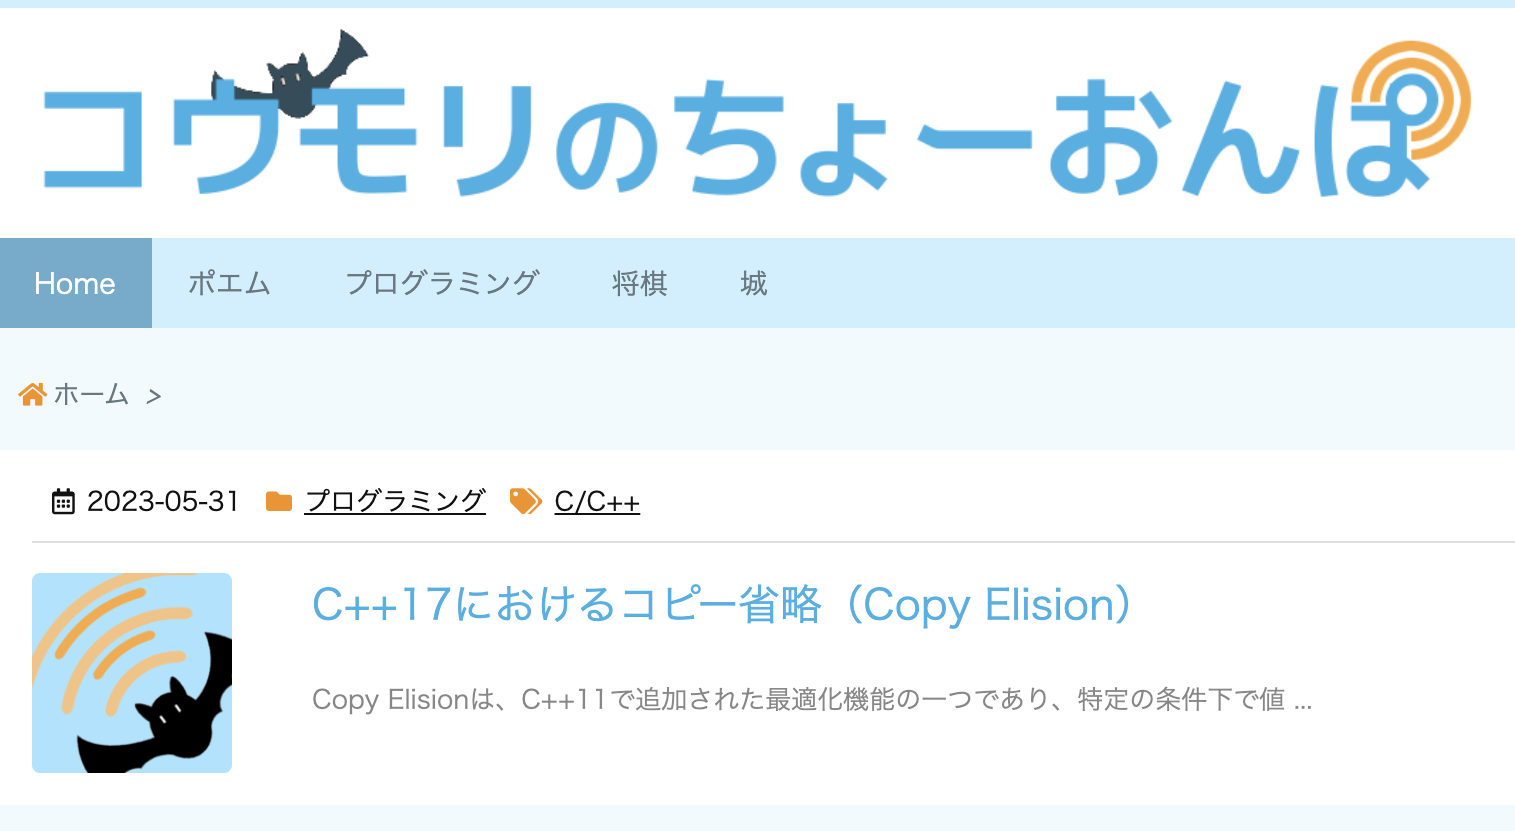 コウモリのちょーおんぱ
Home ポエム プログラミング 将棋 城
ホーム >
2023-05-31 プログラミング C/C++
C++17におけるコピー省略（Copy Elision）
Copy Elisionは、C++11で追加された最適化機能の一つであり、特定の条件下で値 ...